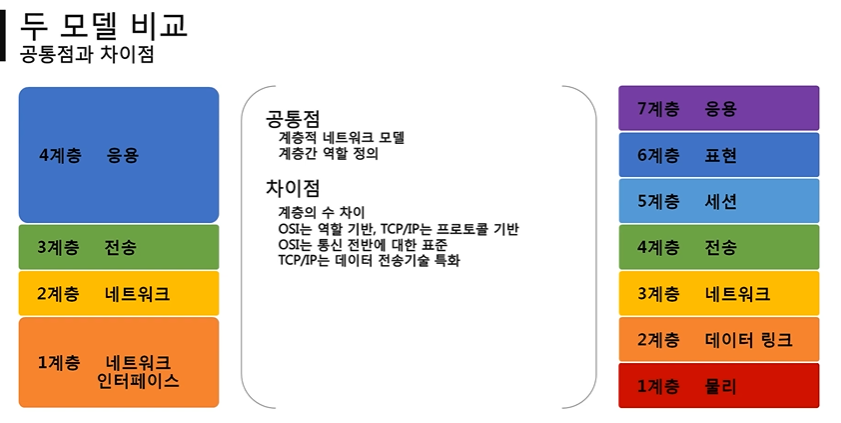 두 모델 비교
공통점과 차이점
4계층 응용
3계층 전송
2계층 네트워크
1계층 네트워크
인터페이스
공통점
계층적 네트워크 모델
계층간 역할 정의
차이점
계층의 수 차이
OSI는 역할 기반, TCP/IP는 프로토콜 기반
OSI는 통신 전반에 대한 표준
TCP/IP는 데이터 전송기술 특화
7계층 응용
6계층 표현
5계층 세션
4계층 전송
3계층 네트워크
2계층 데이터 링크
1계층 물리